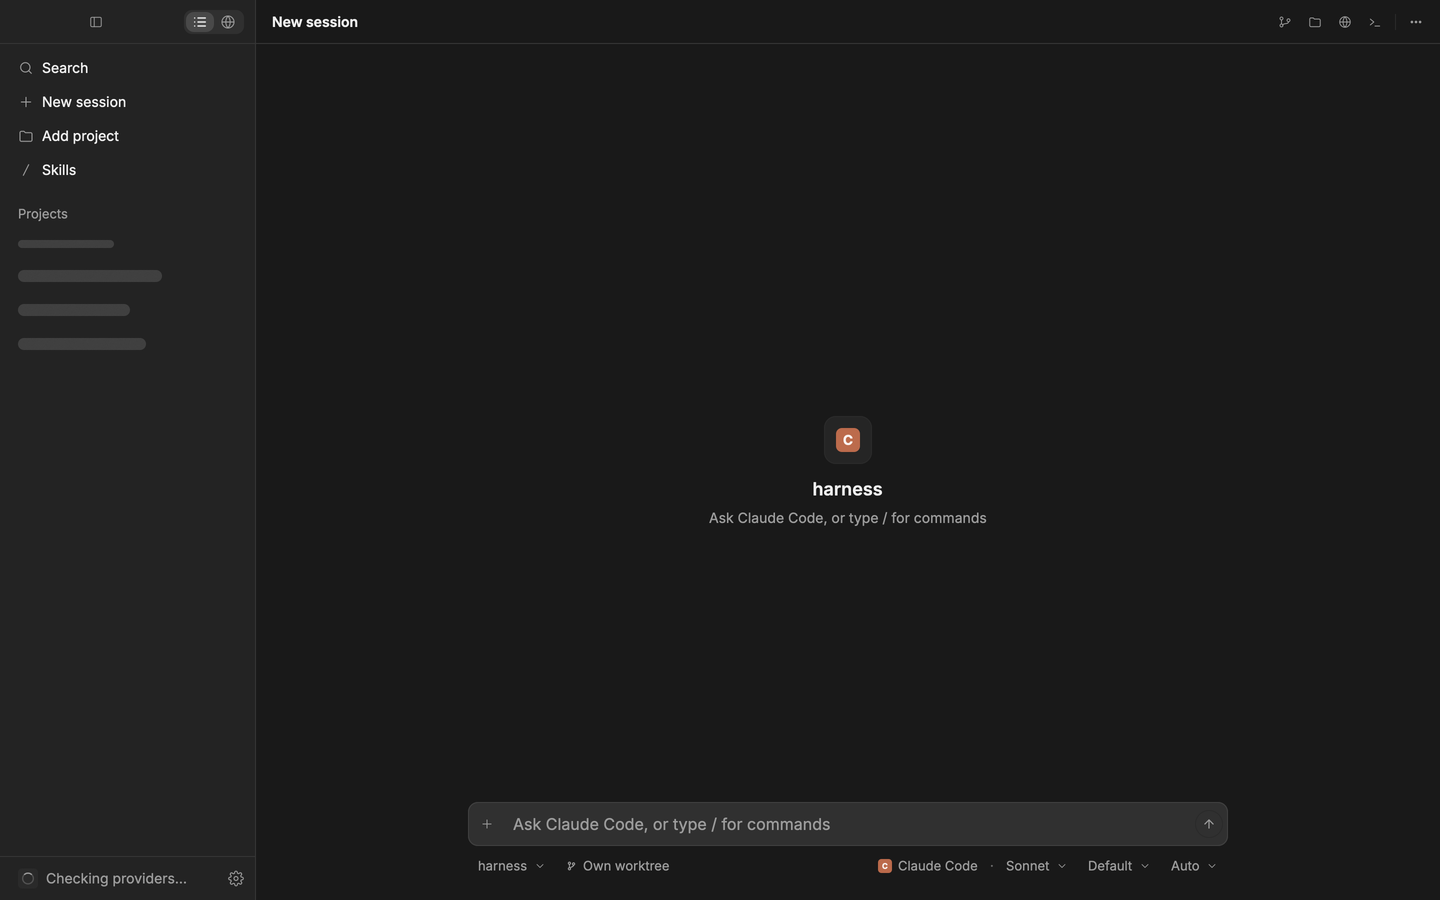 New session
Search
New session
Add project
Skills
Projects
C
harness
Ask Claude Code, or type / for commands
Ask Claude Code, or type / for commands
harness
Own worktree
C Claude Code · Sonnet
Default
Auto
Checking providers...